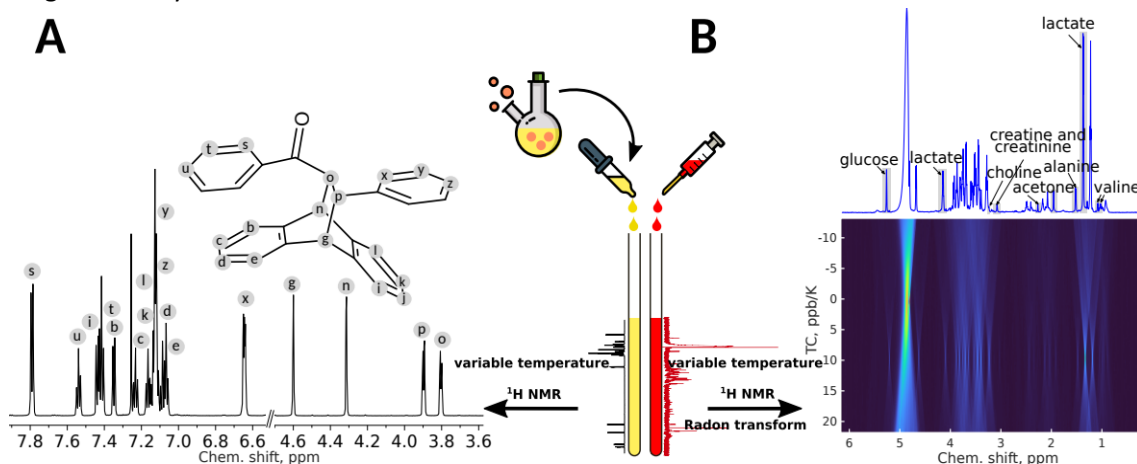 A
B
O
t
s
u
o
x
y
z
p
n
b
c
d
e
g
l
k
i
j
s
u
i
t
b
c
l
k
y
z
d
e
x
g
n
p
o
7.8 7.6 7.4 7.2 7.0 6.8 6.6 4.6 4.4 4.2 4.0 3.8 3.6
Chem. shift, ppm
variable temperature
¹H NMR
variable temperature
¹H NMR
Radon transform
lactate
creatine and
creatinine
glucose
lactate
choline
alanine
acetone
valine
TC, ppb/K
-10
-5
0
5
10
15
20
6 5 4 3 2 1
Chem. shift, ppm